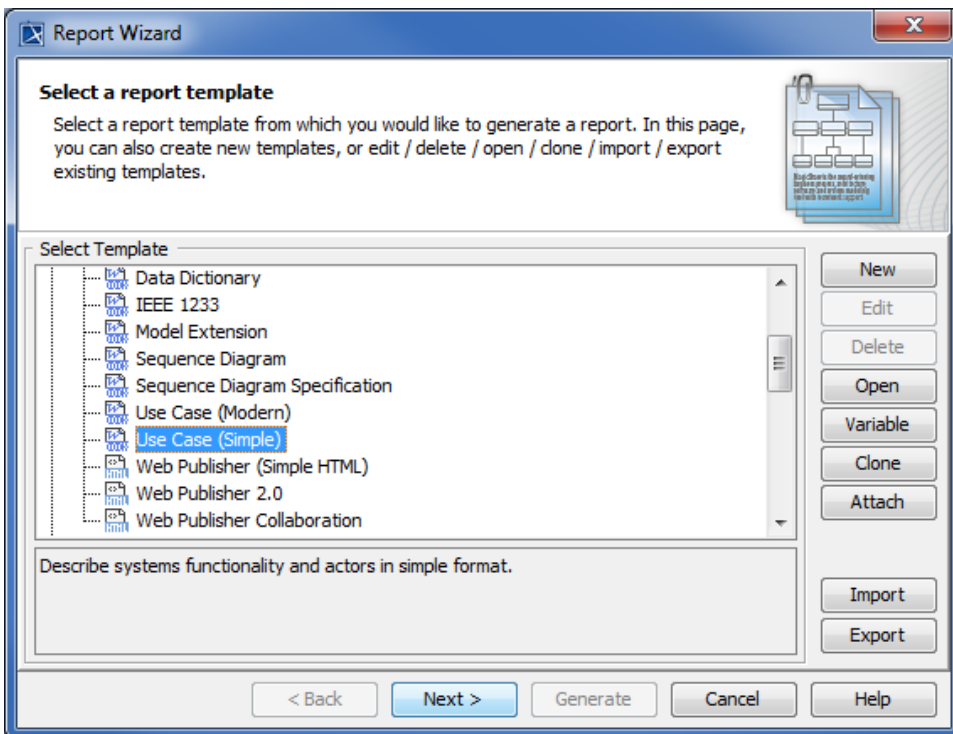 Report Wizard
Select a report template
Select a report template from which you would like to generate a report. In this page,
you can also create new templates, or edit / delete / open / clone / import / export
existing templates.
Select Template
Data Dictionary
IEEE 1233
Model Extension
Sequence Diagram
Sequence Diagram Specification
Use Case (Modern)
Use Case (Simple)
Web Publisher (Simple HTML)
Web Publisher 2.0
Web Publisher Collaboration
Describe systems functionality and actors in simple format.
New
Edit
Delete
Open
Variable
Clone
Attach
Import
Export
< Back
Next >
Generate
Cancel
Help